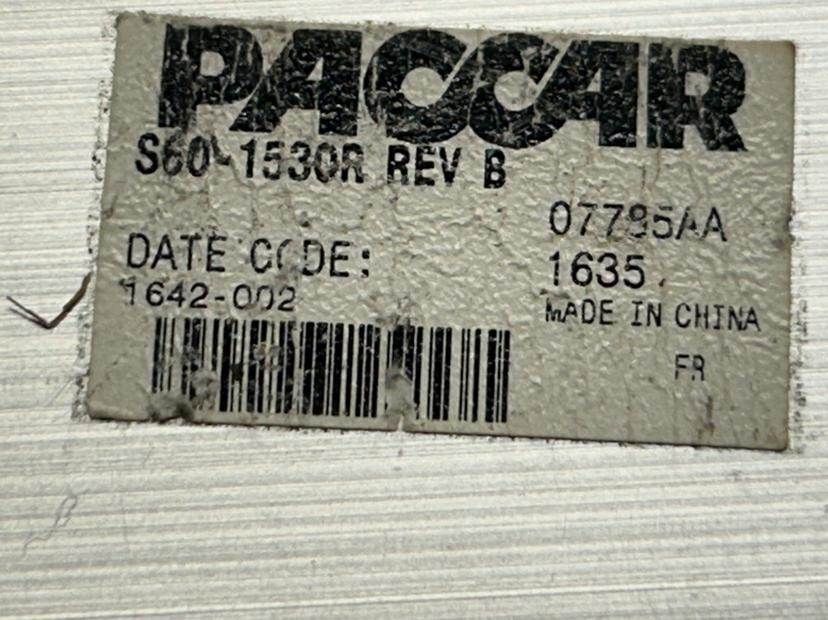 PACCAR
S60-1530R REV B
07785AA
DATE CODE:
1635
1642-002
MADE IN CHINA
FR